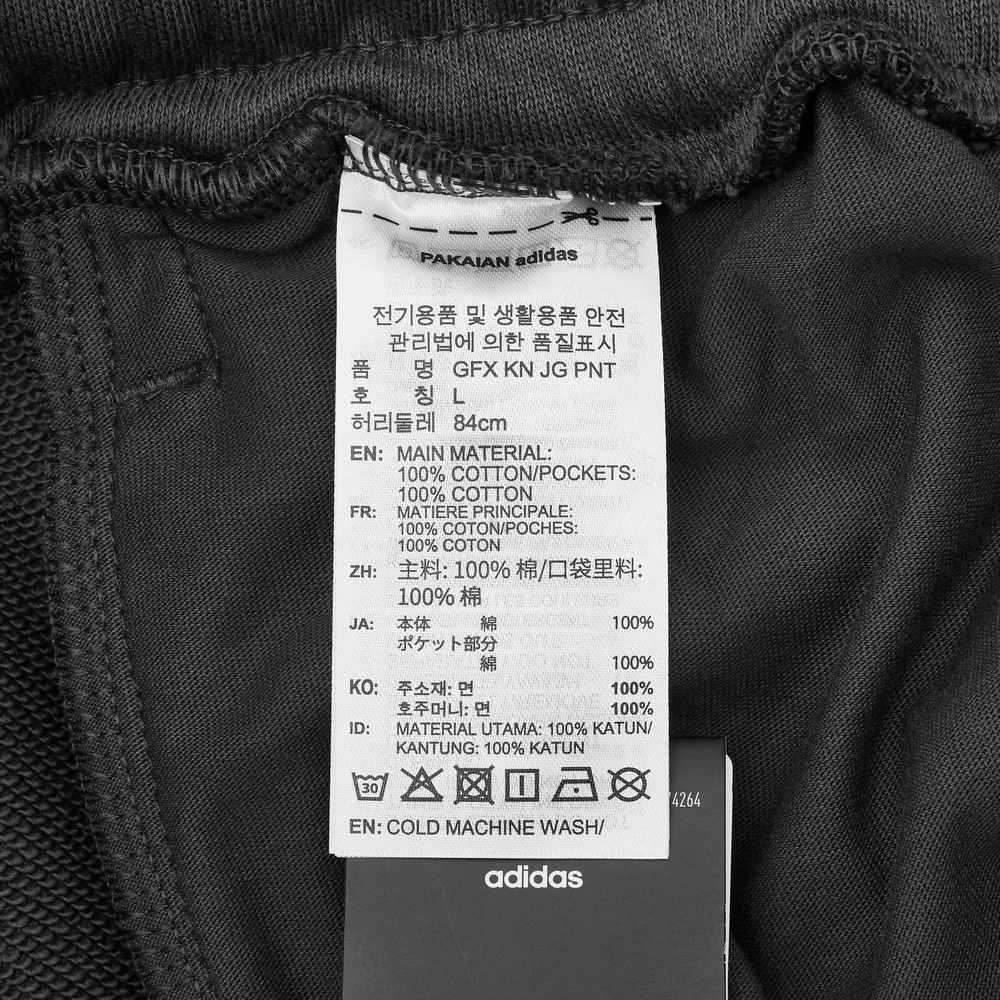 PAKAIAN adidas
전기용품 및 생활용품 안전
관리법에 의한 품질표시
품 명 GFX KN JG PNT
호 칭 L
허리둘레 84cm
EN: MAIN MATERIAL:
100% COTTON/POCKETS:
100% COTTON
FR: MATIERE PRINCIPALE:
100% COTON/POCHES:
100% COTON
ZH: 主料: 100% 棉/口袋里料:
100% 棉
JA: 本体 綿 100%
ポケット部分
綿 100%
KO: 주소재: 면 100%
호주머니: 면 100%
ID: MATERIAL UTAMA: 100% KATUN/
KANTUNG: 100% KATUN
30
EN: COLD MACHINE WASH/
4264
adidas